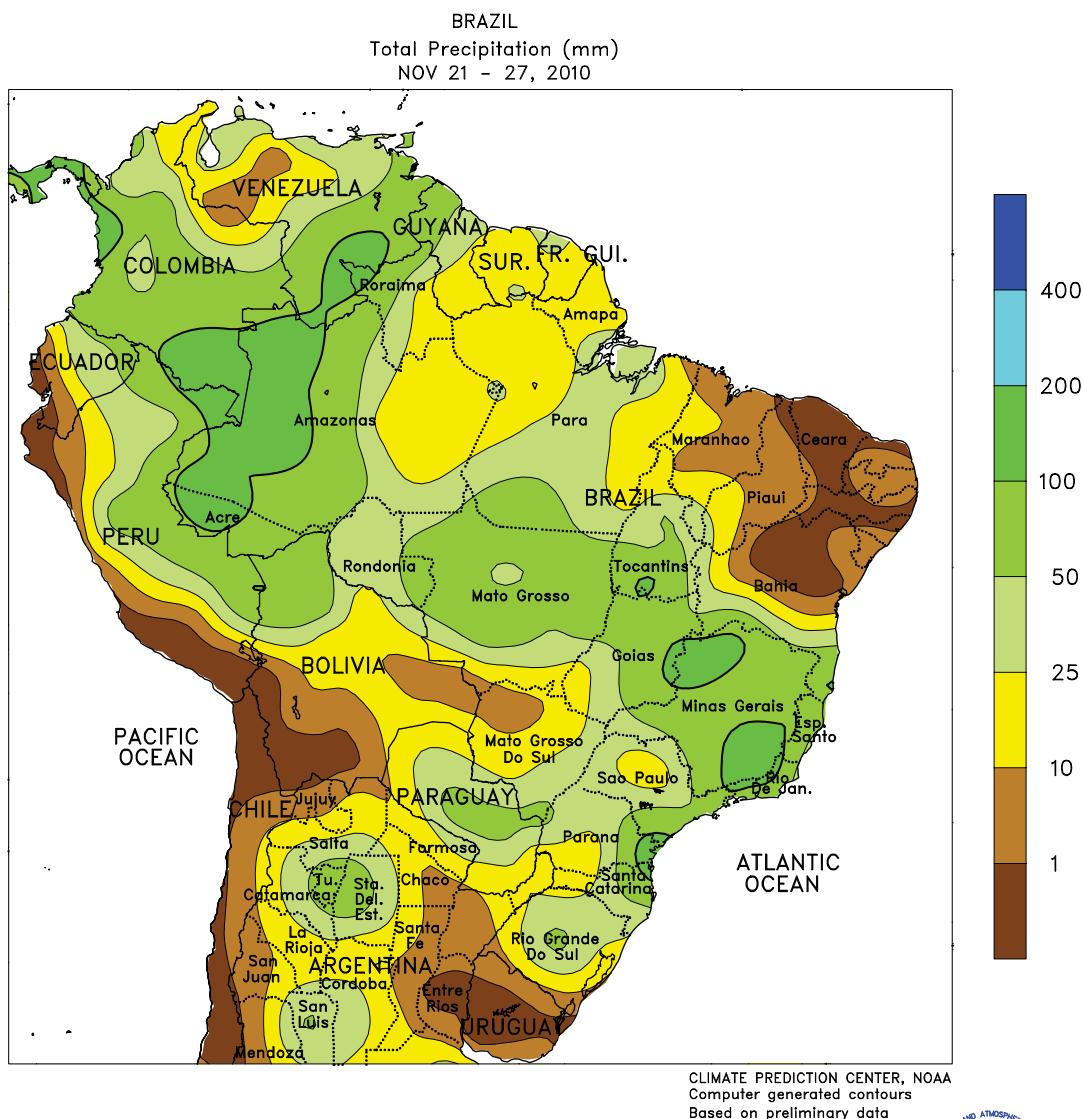 BRAZIL
Total Precipitation (mm)
NOV 21 - 27, 2010
VENEZUELA
GUYANA
COLOMBIA
SUR.
FR. GUI.
Roraima
400
Amapa
ECUADOR
200
Amazonas
Para
Maranhao
Ceara
100
BRAZIL
Piaui
Acre
PERU
Rondonia
Tocantins
50
Mato Grosso
Bahia
BOLIVIA
Goias
25
Minas Gerais
PACIFIC
OCEAN
Esp.
Santo
Mato Grosso
Do Sul
10
Sao Paulo
Rio
De Jan.
CHILE
Jujuy
PARAGUAY
Salta
Formosa
Parana
ATLANTIC
OCEAN
1
Catamarca
Tu.
Sta.
Del.
Est.
Chaco
Santa
Catarina
La
Rioja
Santa
Fe
Rio Grande
Do Sul
San
Juan
ARGENTINA
Cordoba
Entre
Rios
San
Luis
URUGUAY
Mendoza
CLIMATE PREDICTION CENTER, NOAA
Computer generated contours
Based on preliminary data
AND ATMOSPHE